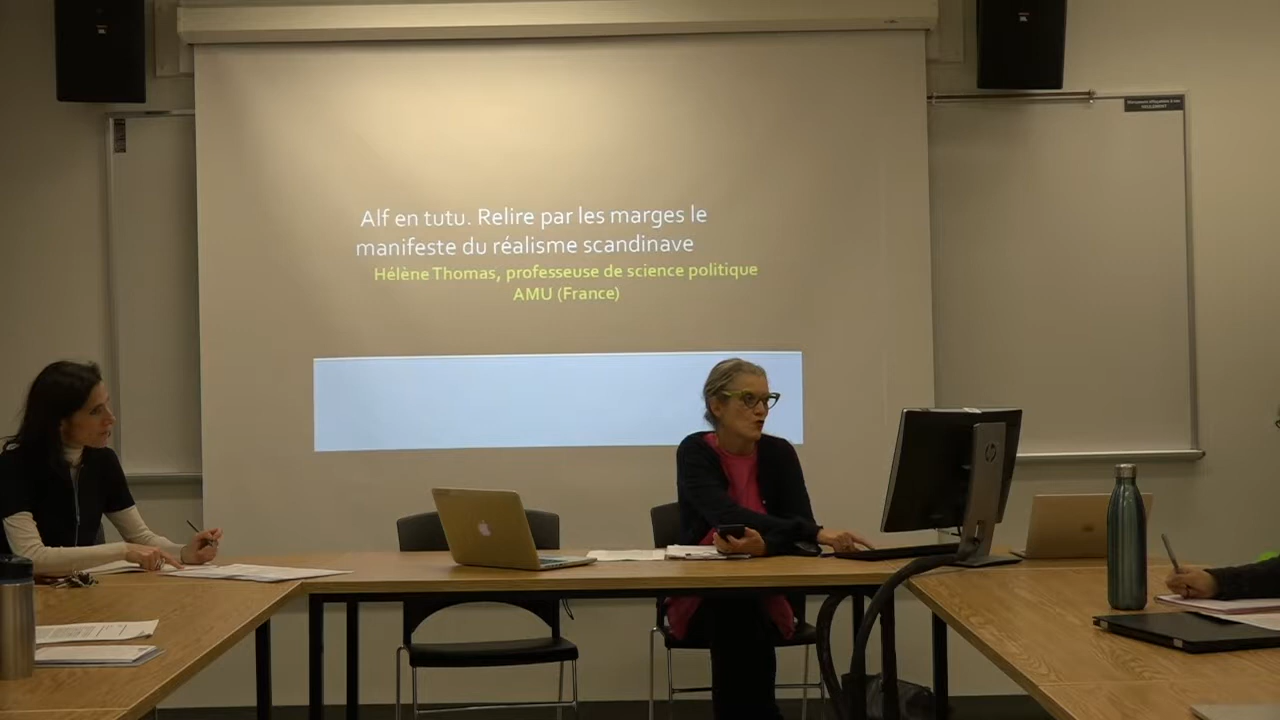 Alf en tutu. Relire par les marges le
manifeste du réalisme scandinave
Hélène Thomas, professeuse de science politique
AMU (France)
hp